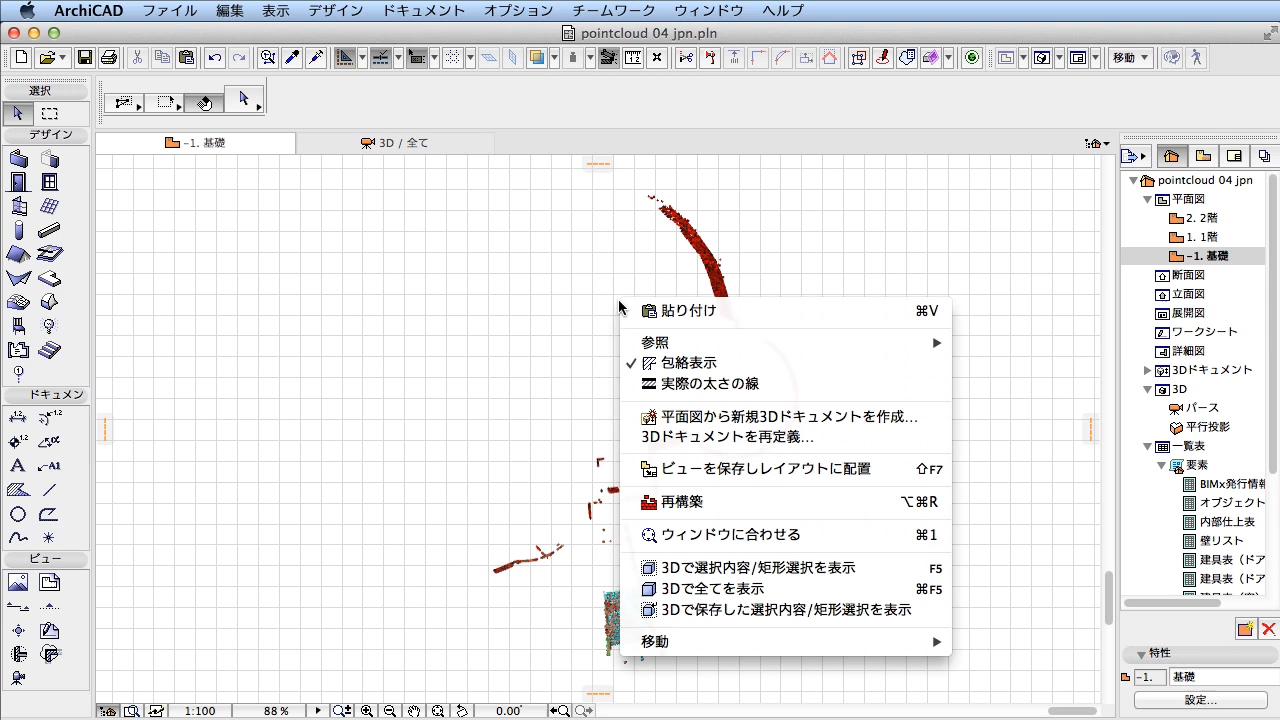 ArchiCAD ファイル 編集 表示 デザイン ドキュメント オプション チームワーク ウィンドウ ヘルプ
pointcloud 04 jpn.pln
移動
選択
デザイン
ドキュメン
ビュー
-1. 基礎
3D / 全て
貼り付け ⌘V
参照
包絡表示
実際の太さの線
平面図から新規3Dドキュメントを作成...
3Dドキュメントを再定義...
ビューを保存しレイアウトに配置 ⇧F7
再構築 ⌥⌘R
ウィンドウに合わせる ⌘1
3Dで選択内容/矩形選択を表示 F5
3Dで全てを表示 ⌘F5
3Dで保存した選択内容/矩形選択を表示
移動
pointcloud 04 jpn
平面図
2. 2階
1. 1階
-1. 基礎
断面図
立面図
展開図
ワークシート
詳細図
3Dドキュメント
3D
パース
平行投影
一覧表
要素
BIMx発行情報
オブジェクト
内部仕上表
壁リスト
建具表（ドア
建具表（ドア
特性
-1. 基礎
設定...
1:100 88 % 0.00°